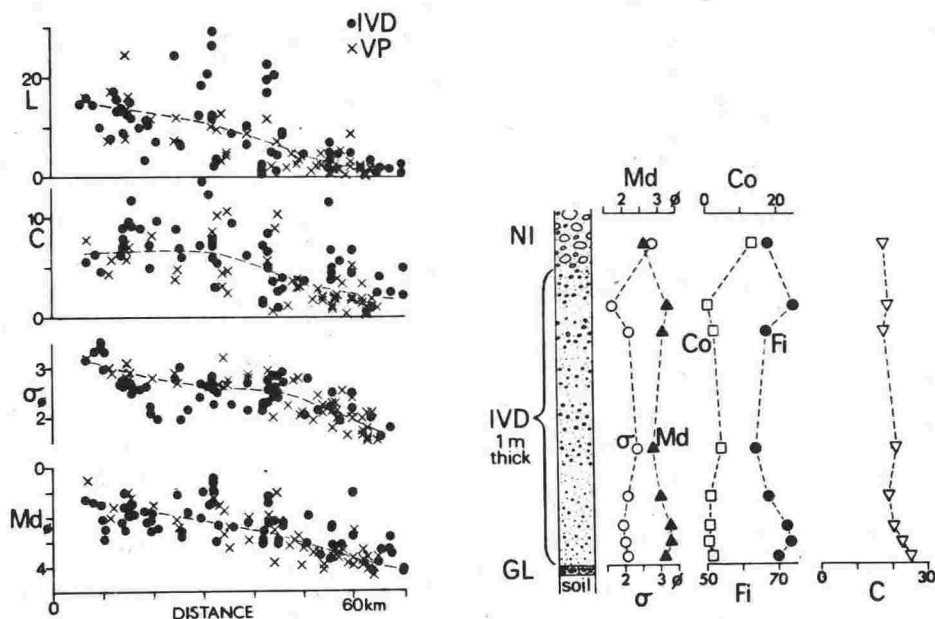 ●IVD
×VP
20
L
0
10
C
0
3
σφ
2
0
Mdφ
4
0
DISTANCE
60km
Md
2 3 ø
Co
0 20
NI
Co
Fi
IVD
1 m
thick
σ
Md
GL
soil
2 3 ø
σ
50 70
Fi
0 30
C